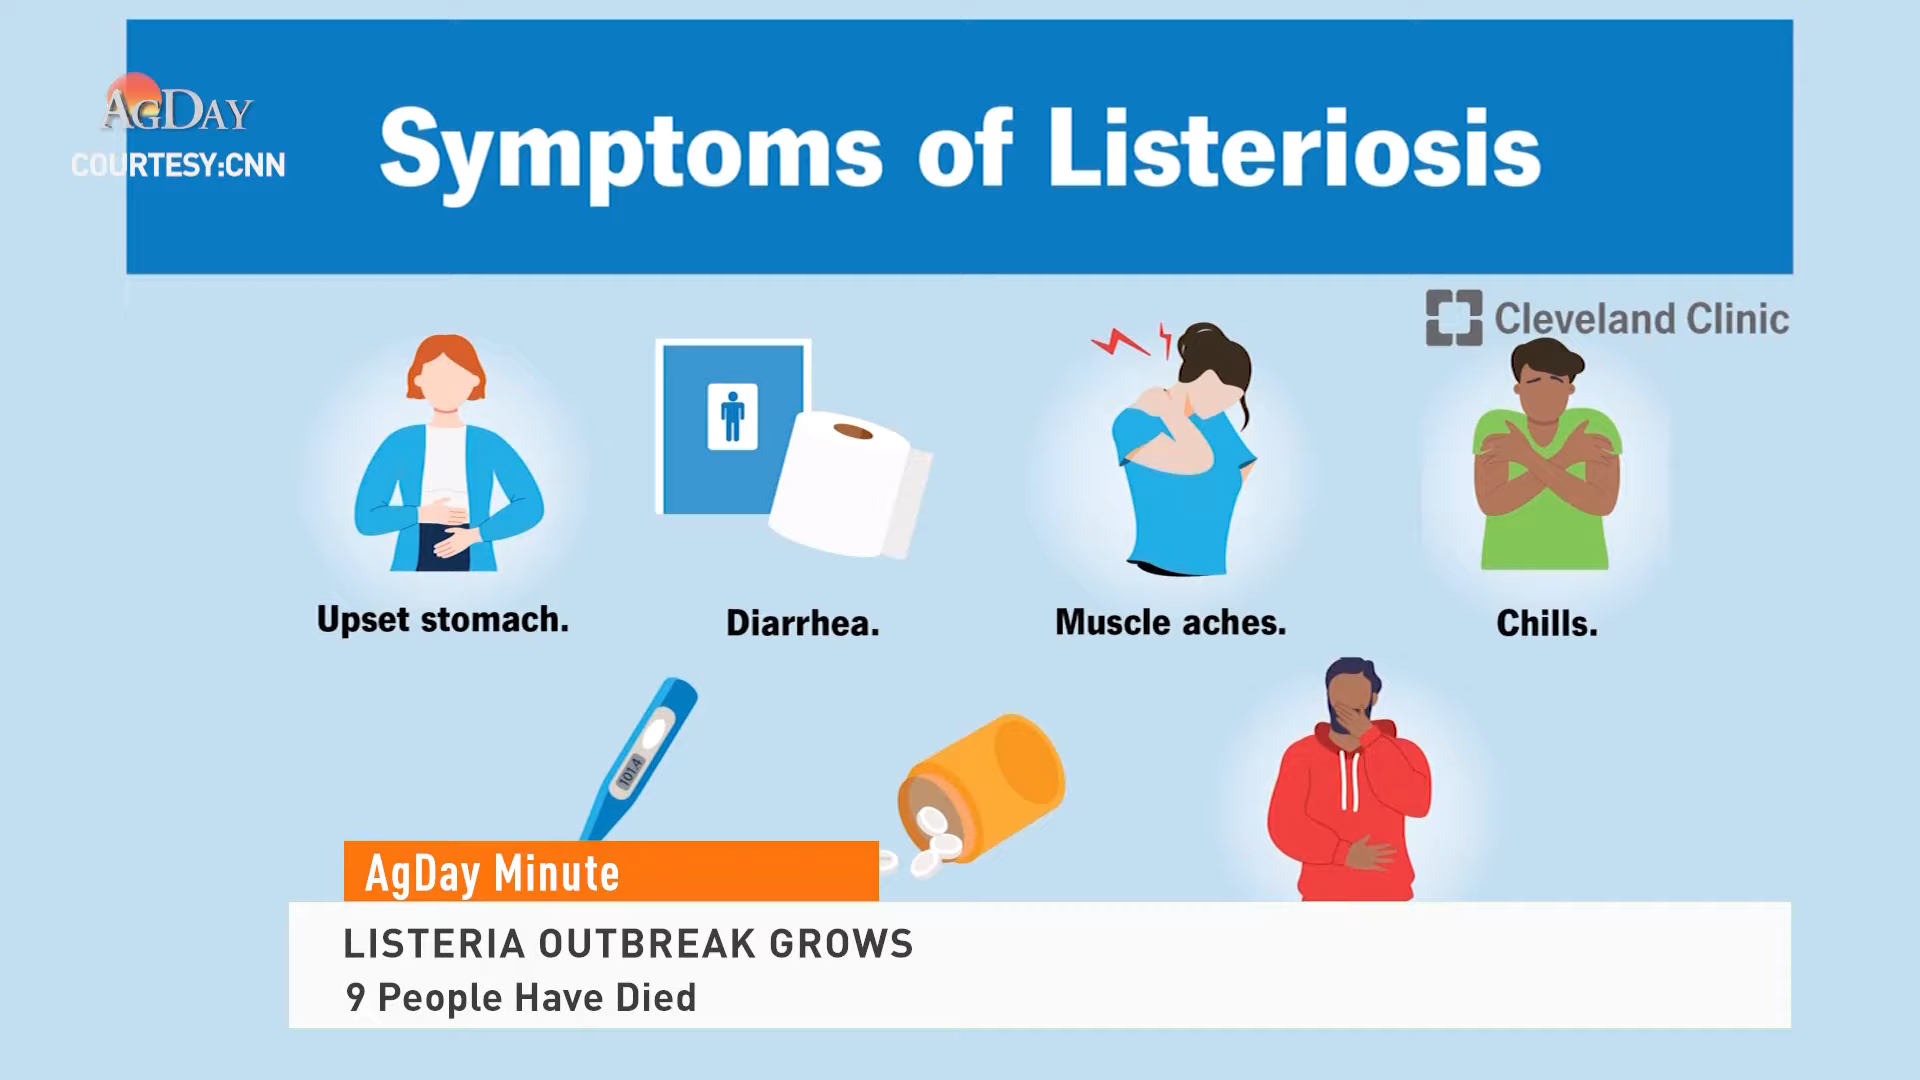 AGDAY
COURTESY:CNN
Symptoms of Listeriosis
Cleveland Clinic
Upset stomach.
Diarrhea.
Muscle aches.
Chills.
101.4
AgDay Minute
LISTERIA OUTBREAK GROWS
9 People Have Died